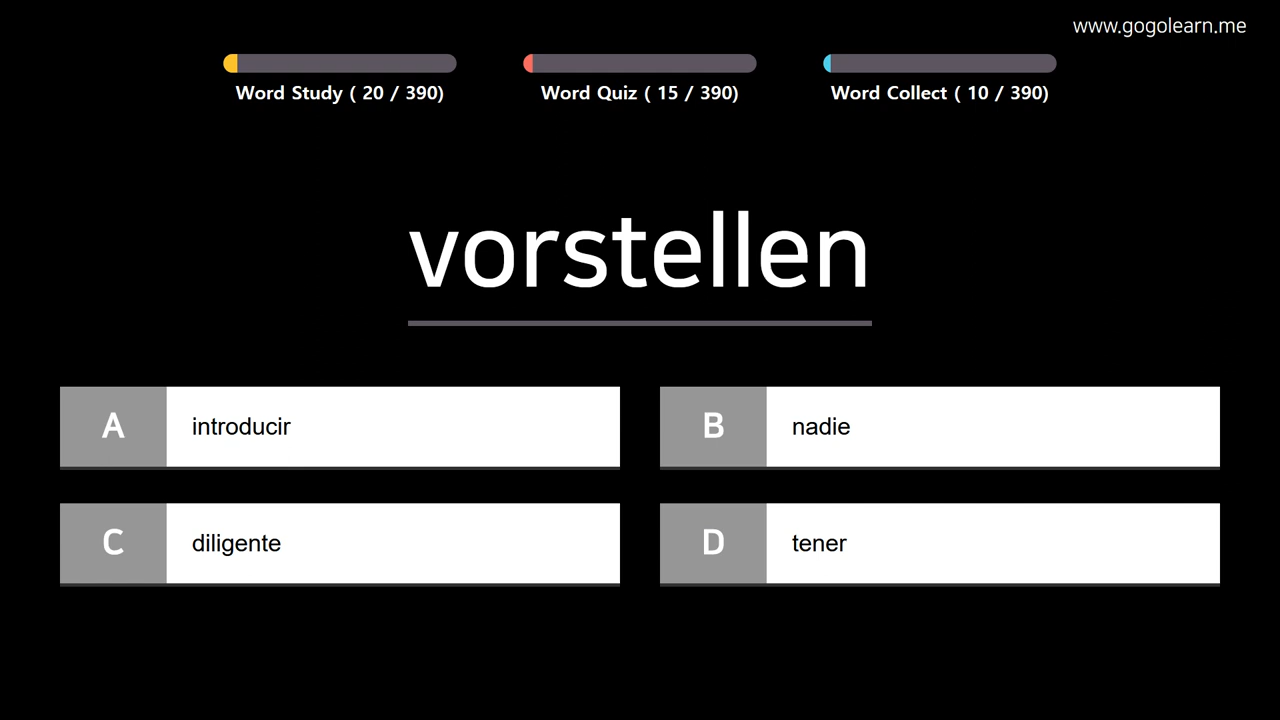 www.gogolearn.me
Word Study ( 20 / 390)
Word Quiz ( 15 / 390)
Word Collect ( 10 / 390)
vorstellen
A introducir
B nadie
C diligente
D tener